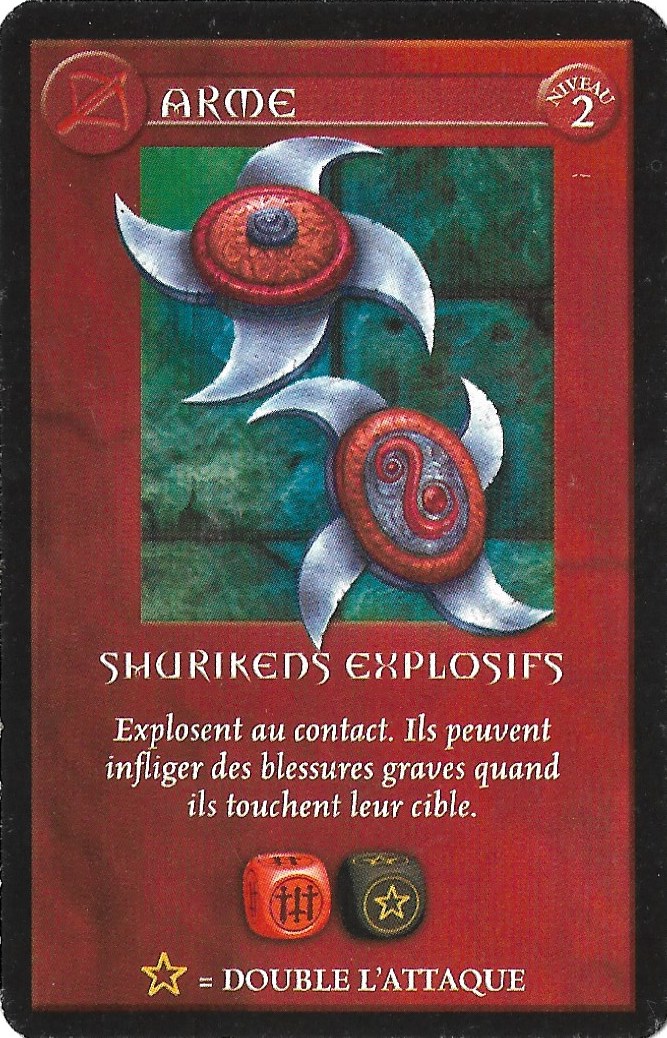 ARME
NIVEAU
2
SHURIKENS EXPLOSIFS
Explosent au contact. Ils peuvent
infliger des blessures graves quand
ils touchent leur cible.
= DOUBLE L'ATTAQUE